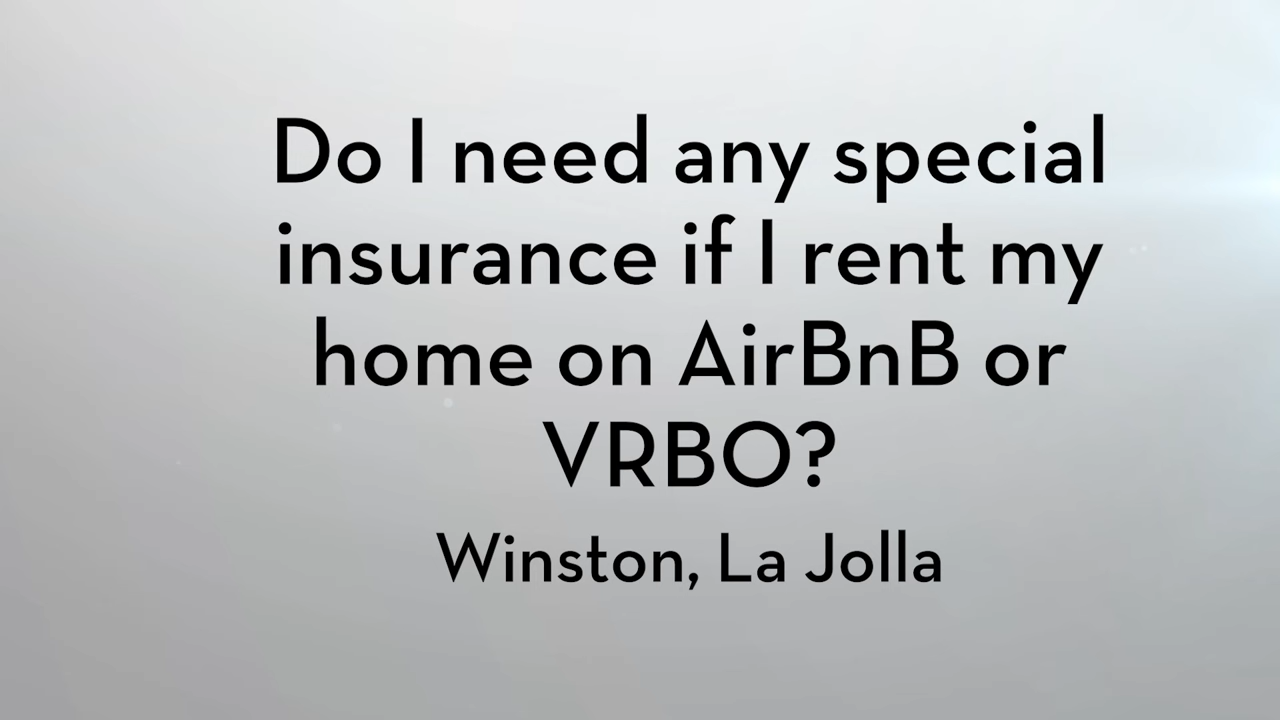 Do I need any special
insurance if I rent my
home on AirBnB or
VRBO?
Winston, La Jolla